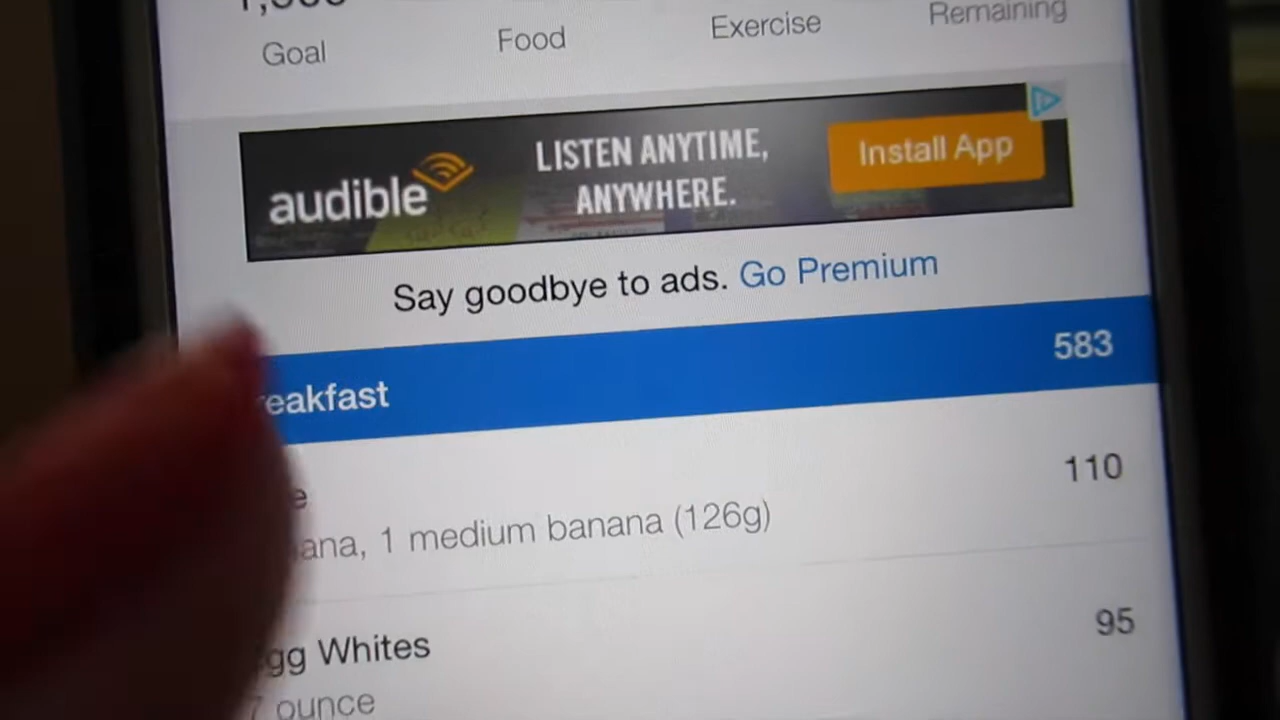 Goal Food Exercise Remaining
audible
LISTEN ANYTIME,
ANYWHERE.
Install App
Say goodbye to ads. Go Premium
reakfast 583
e 110
ana, 1 medium banana (126g)
gg Whites 95
ounce